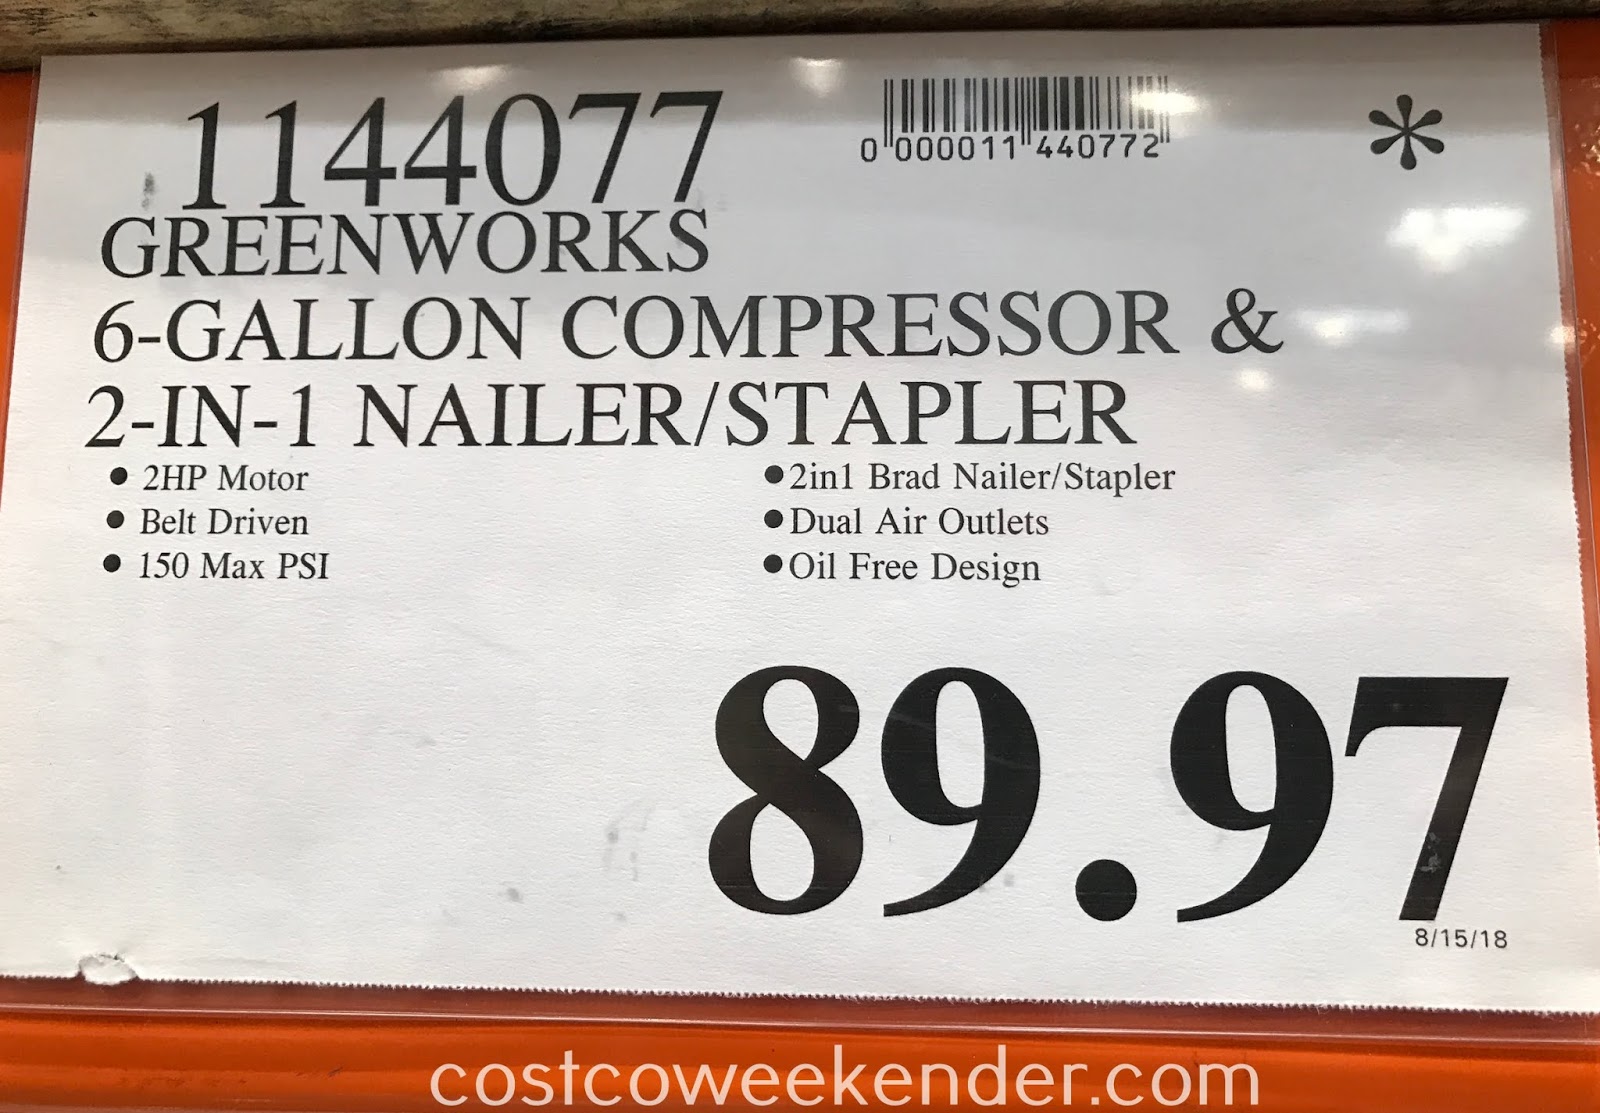 1144077
0 000011 440772
*
GREENWORKS
6-GALLON COMPRESSOR &
2-IN-1 NAILER/STAPLER
• 2HP Motor
• Belt Driven
• 150 Max PSI
• 2in1 Brad Nailer/Stapler
• Dual Air Outlets
• Oil Free Design
89.97
8/15/18
costcoweekender.com